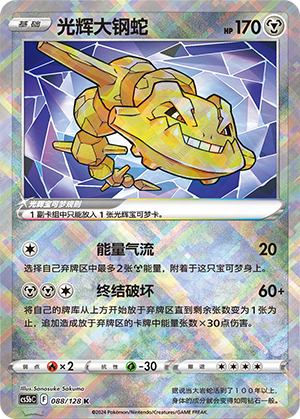 基础 光辉大钢蛇 HP 170
光辉宝可梦规则
1副卡组中只能放入1张光辉宝可梦卡。
能量气流 20
选择自己弃牌区中最多2张能量,附着于这只宝可梦身上。
终结破坏 60+
将自己的牌库从上方开始放于弃牌区直到剩余张数变为1张为
止,追加造成放于弃牌区的卡牌中能量张数×30点伤害。
弱点 ×2 抗性 -30 撤退
Illus. Sanosuke Sakuma
CS5bC F 088/128 K
据说当大岩蛇活到了100年以上,
身体的成分就会变得如同钻石一般。
©2024 Pokémon/Nintendo/Creatures/GAME FREAK.